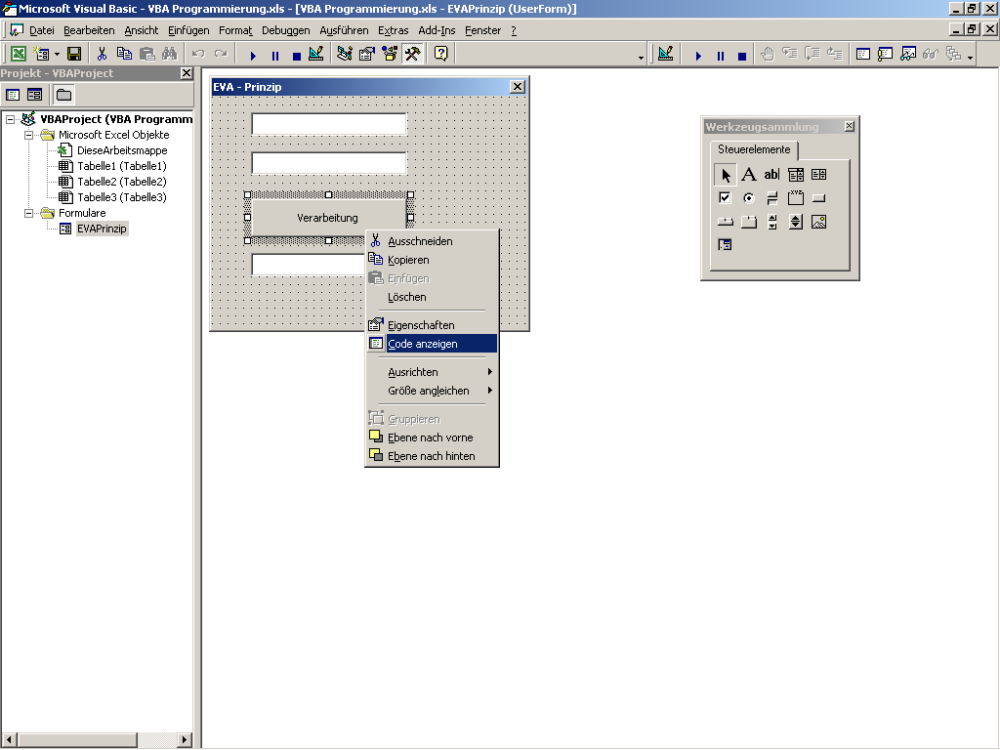 Microsoft Visual Basic - VBA Programmierung.xls - [VBA Programmierung.xls - EVAPrinzip (UserForm)]
Datei Bearbeiten Ansicht Einfügen Format Debuggen Ausführen Extras Add-Ins Fenster ?
Projekt - VBAProject
VBAProject (VBA Programm
Microsoft Excel Objekte
DieseArbeitsmappe
Tabelle1 (Tabelle1)
Tabelle2 (Tabelle2)
Tabelle3 (Tabelle3)
Formulare
EVAPrinzip
EVA - Prinzip
Verarbeitung
Ausschneiden
Kopieren
Einfügen
Löschen
Eigenschaften
Code anzeigen
Ausrichten
Größe angleichen
Gruppieren
Ebene nach vorne
Ebene nach hinten
Werkzeugsammlung
Steuerelemente
A ab|
XYZ